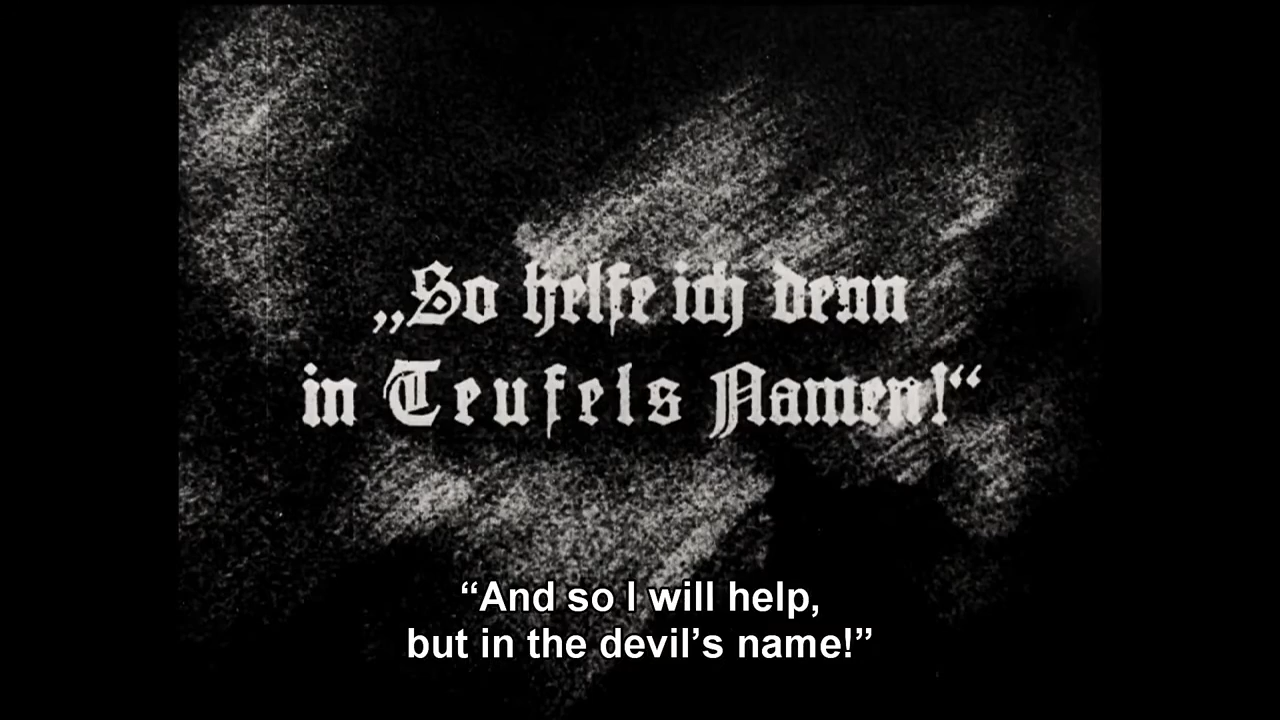 „So helfe ich denn
in Teufels Namen!“
“And so I will help,
but in the devil’s name!”